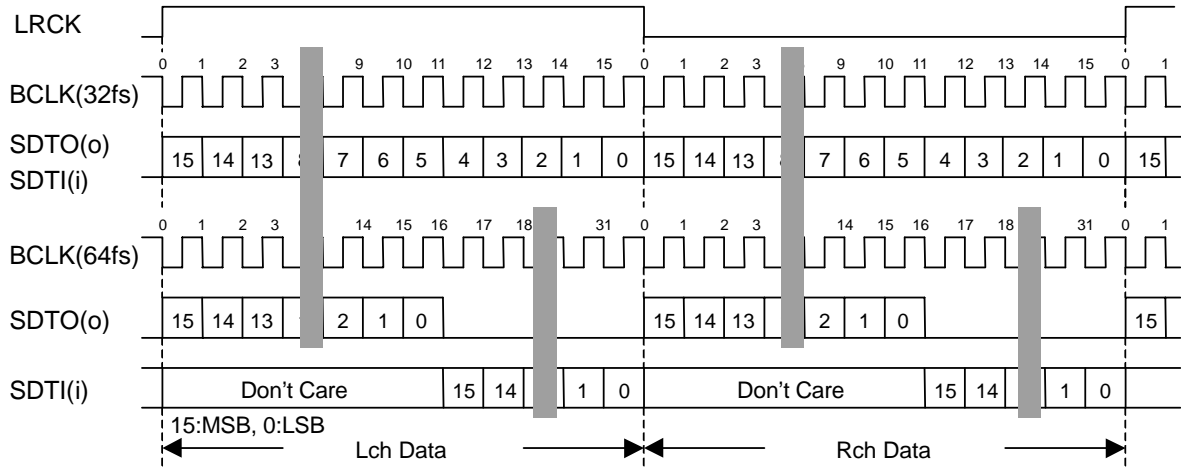 LRCK
0 1 2 3 9 10 11 12 13 14 15 0 1 2 3 9 10 11 12 13 14 15 0 1
BCLK(32fs)
SDTO(o) 15 14 13 7 6 5 4 3 2 1 0 15 14 13 7 6 5 4 3 2 1 0 15
SDTI(i)
0 1 2 3 14 15 16 17 18 31 0 1 2 3 14 15 16 17 18 31 0 1
BCLK(64fs)
SDTO(o) 15 14 13 2 1 0 15 14 13 2 1 0 15
SDTI(i) Don't Care 15 14 1 0 Don't Care 15 14 1 0
15:MSB, 0:LSB
Lch Data Rch Data